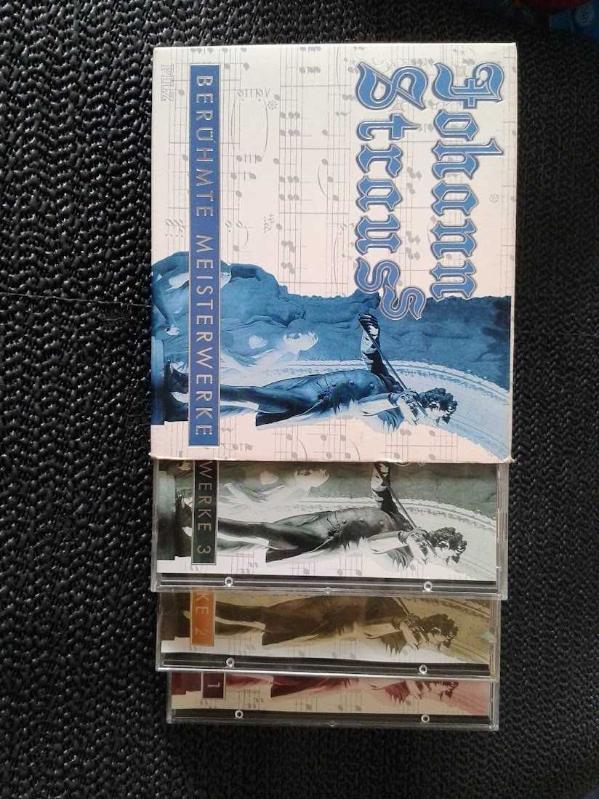 Johann
Strauss
BERÜHMTE MEISTERWERKE
WERKE 3
KE 2
1